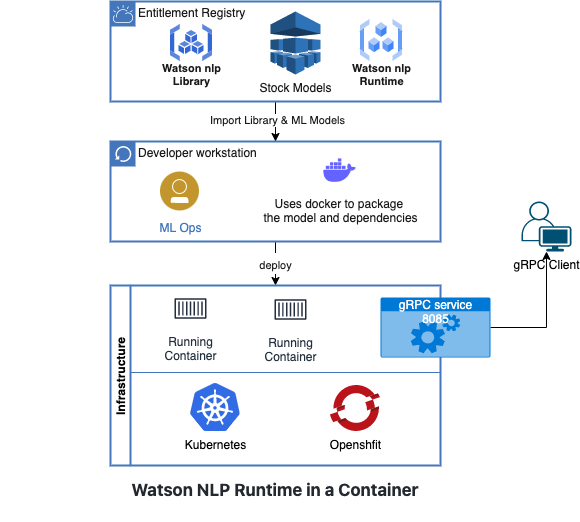 Entitlement Registry
Watson nlp
Library
Stock Models
Watson nlp
Runtime
Import Library & ML Models
Developer workstation
ML Ops
Uses docker to package
the model and dependencies
deploy
gRPC Client
Infrastructure
Running
Container
Running
Container
gRPC service
8085
Kubernetes
Openshfit
Watson NLP Runtime in a Container